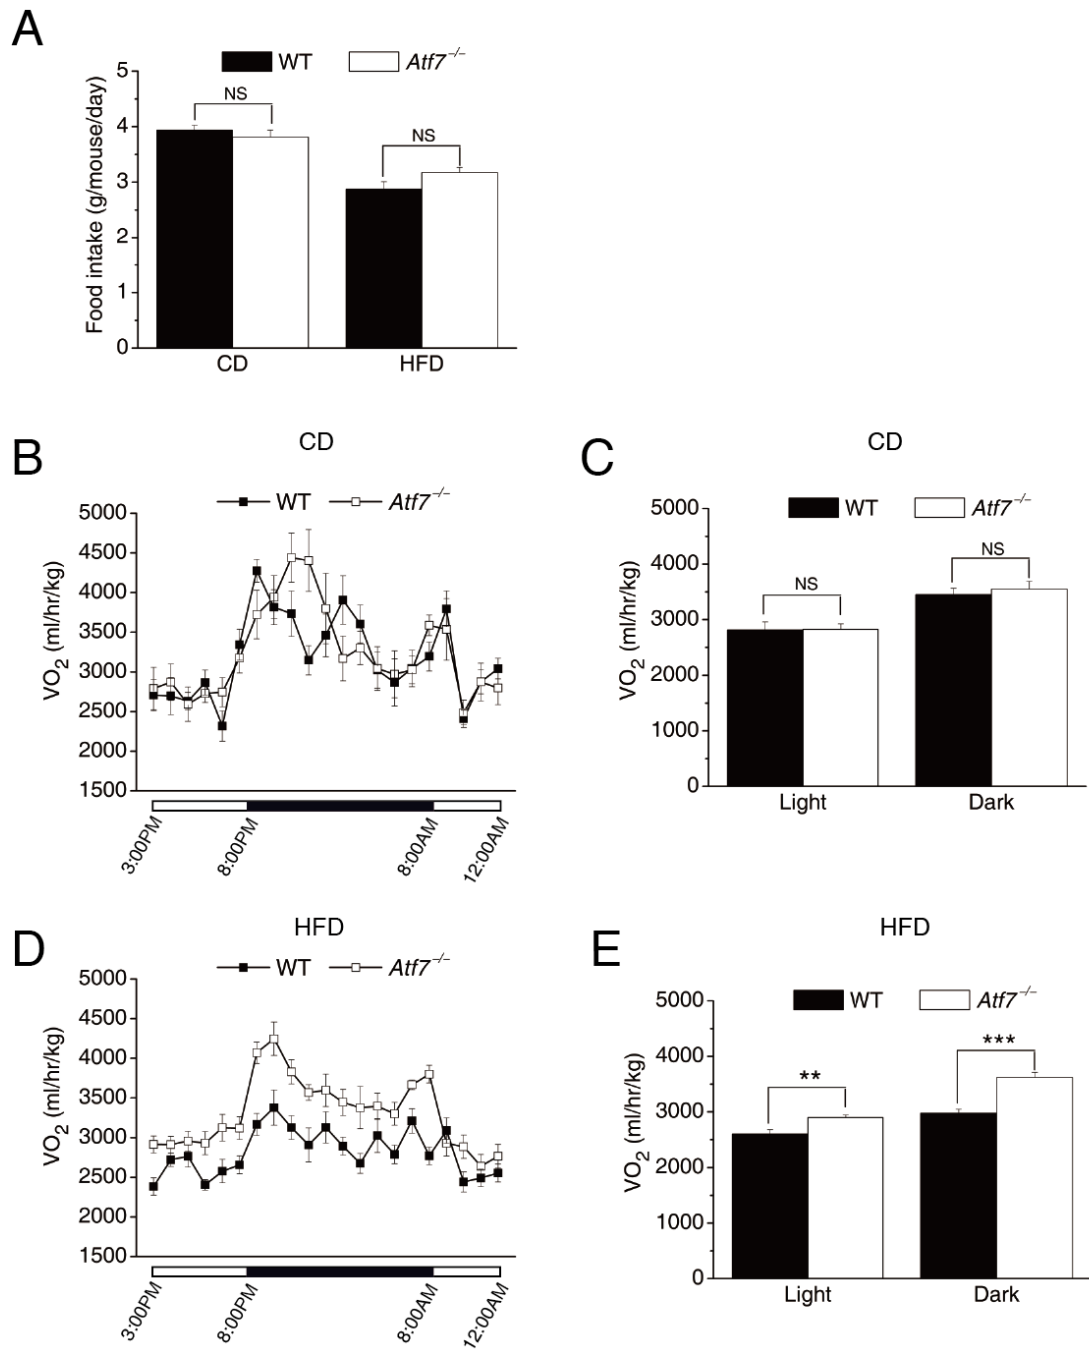 A
WT Atf7⁻/⁻
Food intake (g/mouse/day)
5
4
3
2
1
0
NS
NS
CD HFD
B
CD
WT Atf7⁻/⁻
VO₂ (ml/hr/kg)
5000
4500
4000
3500
3000
2500
2000
1500
3:00PM 8:00PM 8:00AM 12:00AM
C
CD
WT Atf7⁻/⁻
VO₂ (ml/hr/kg)
5000
4000
3000
2000
1000
0
NS
NS
Light Dark
D
HFD
WT Atf7⁻/⁻
VO₂ (ml/hr/kg)
5000
4500
4000
3500
3000
2500
2000
1500
3:00PM 8:00PM 8:00AM 12:00AM
E
HFD
WT Atf7⁻/⁻
VO₂ (ml/hr/kg)
5000
4000
3000
2000
1000
0
**
***
Light Dark